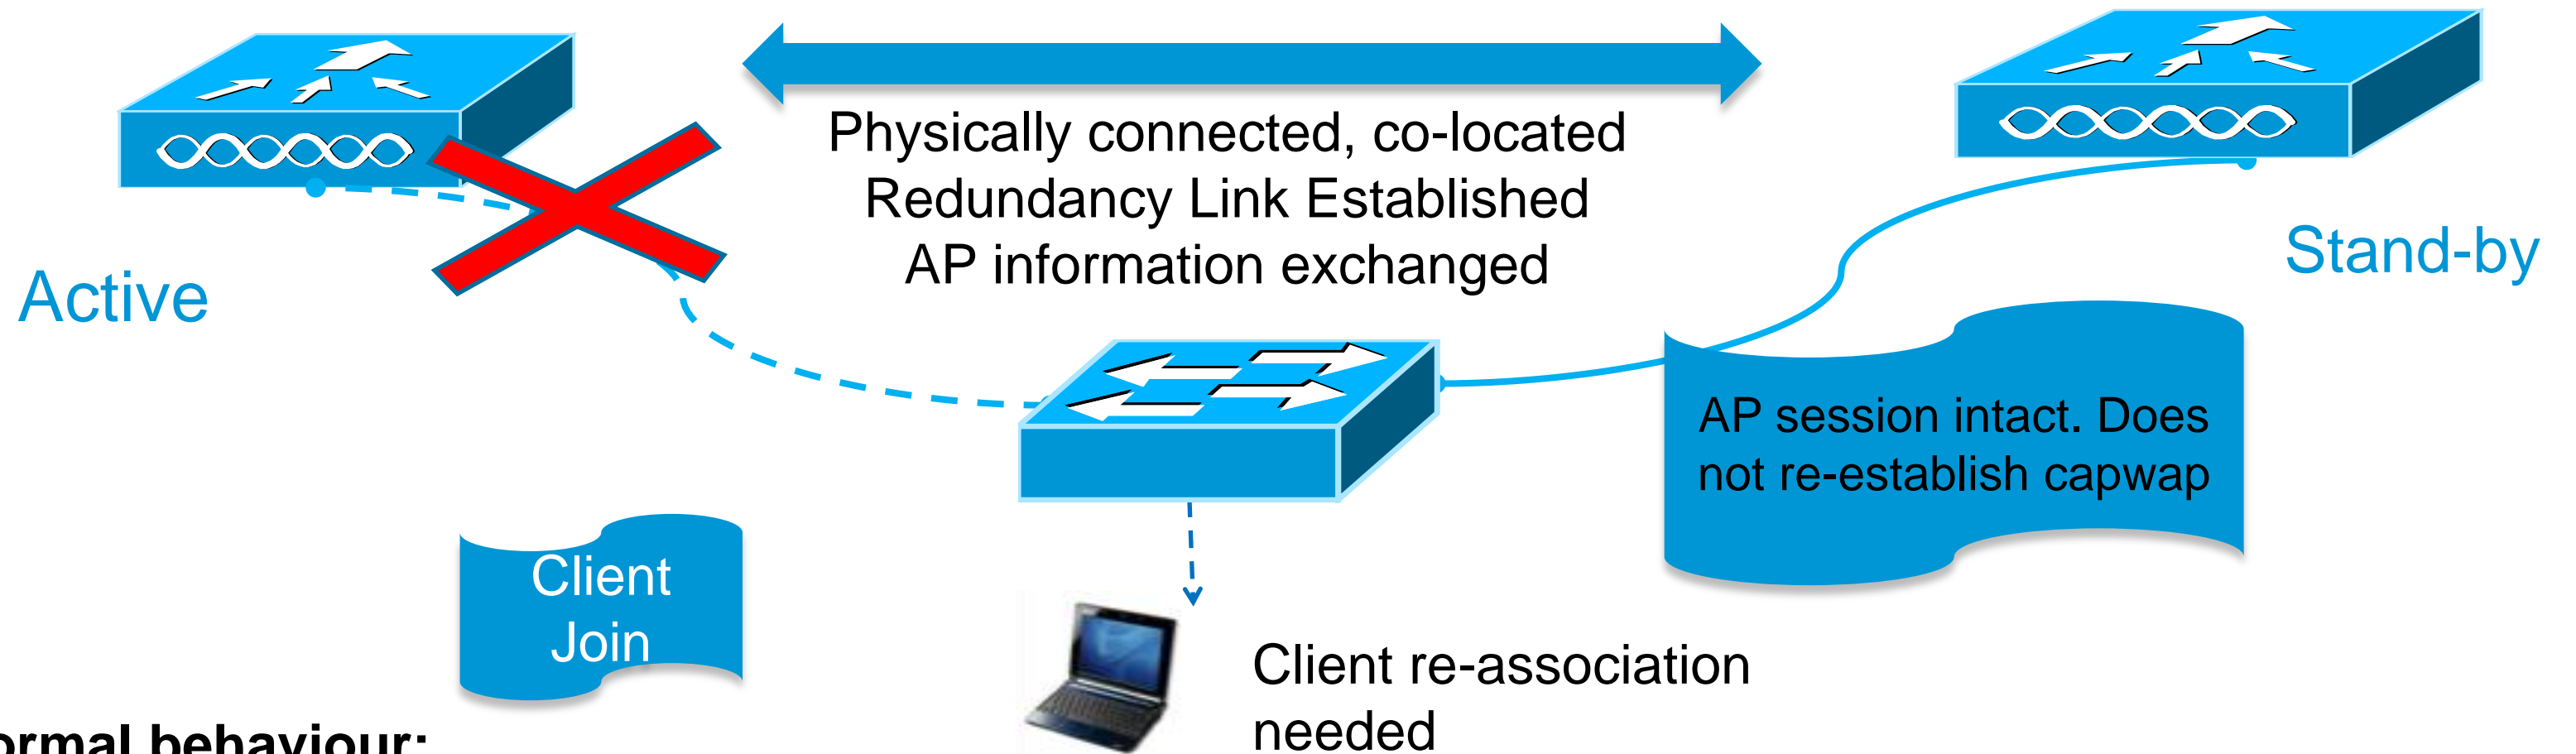 Physically connected, co-located
Redundancy Link Established
AP information exchanged
Active
Stand-by
AP session intact. Does
not re-establish capwap
Client
Join
Client re-association
needed
behaviour: